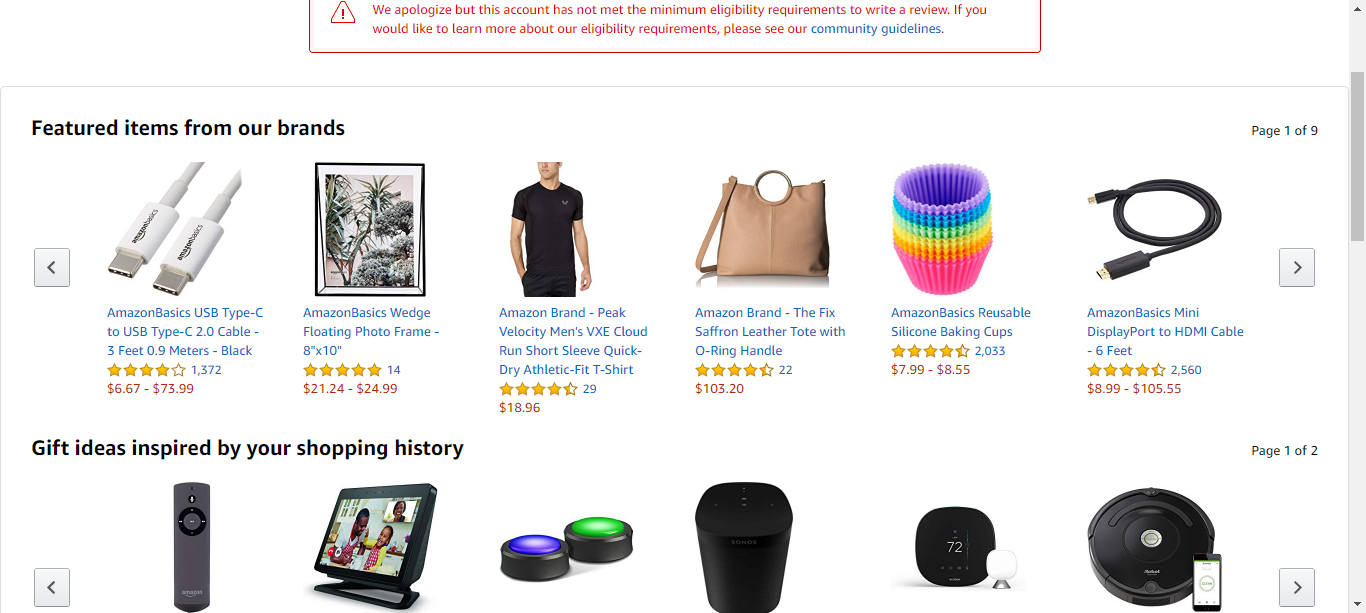 We apologize but this account has not met the minimum eligibility requirements to write a review. If you
would like to learn more about our eligibility requirements, please see our community guidelines.
Featured items from our brands
Page 1 of 9
amazonbasics
amazonbasics
AmazonBasics USB Type-C
to USB Type-C 2.0 Cable -
3 Feet 0.9 Meters - Black
1,372
$6.67 - $73.99
AmazonBasics Wedge
Floating Photo Frame -
8"x10"
14
$21.24 - $24.99
Amazon Brand - Peak
Velocity Men's VXE Cloud
Run Short Sleeve Quick-
Dry Athletic-Fit T-Shirt
29
$18.96
Amazon Brand - The Fix
Saffron Leather Tote with
O-Ring Handle
22
$103.20
AmazonBasics Reusable
Silicone Baking Cups
2,033
$7.99 - $8.55
AmazonBasics Mini
DisplayPort to HDMI Cable
- 6 Feet
2,560
$8.99 - $105.55
Gift ideas inspired by your shopping history
Page 1 of 2
amazon
SONOS
72
iRobot
CLEAN